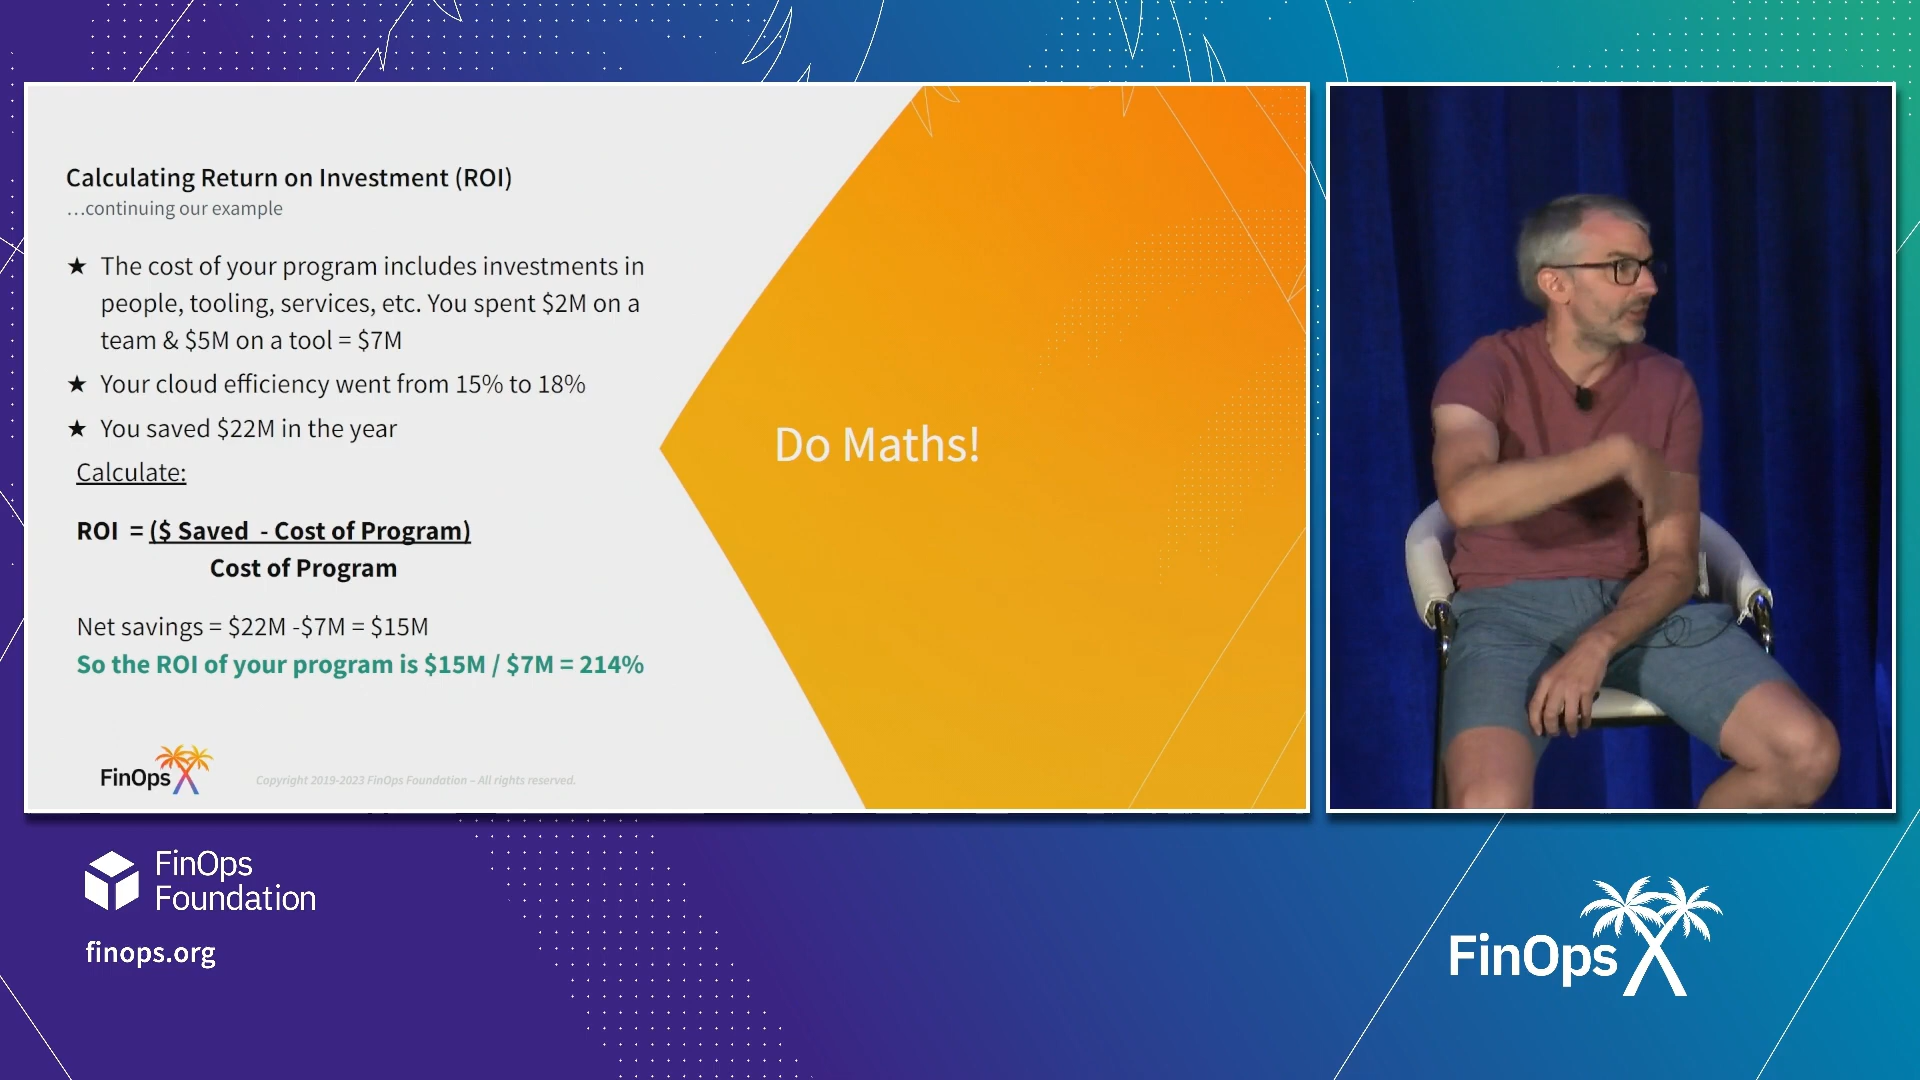 Calculating Return on Investment (ROI)
…continuing our example
★ The cost of your program includes investments in
people, tooling, services, etc. You spent $2M on a
team & $5M on a tool = $7M
★ Your cloud efficiency went from 15% to 18%
★ You saved $22M in the year
Calculate:
ROI = ($ Saved - Cost of Program)
Cost of Program
Net savings = $22M -$7M = $15M
So the ROI of your program is $15M / $7M = 214%
Do Maths!
FinOps X
Copyright 2019-2023 FinOps Foundation – All rights reserved.
FinOps
Foundation
finops.org
FinOps X